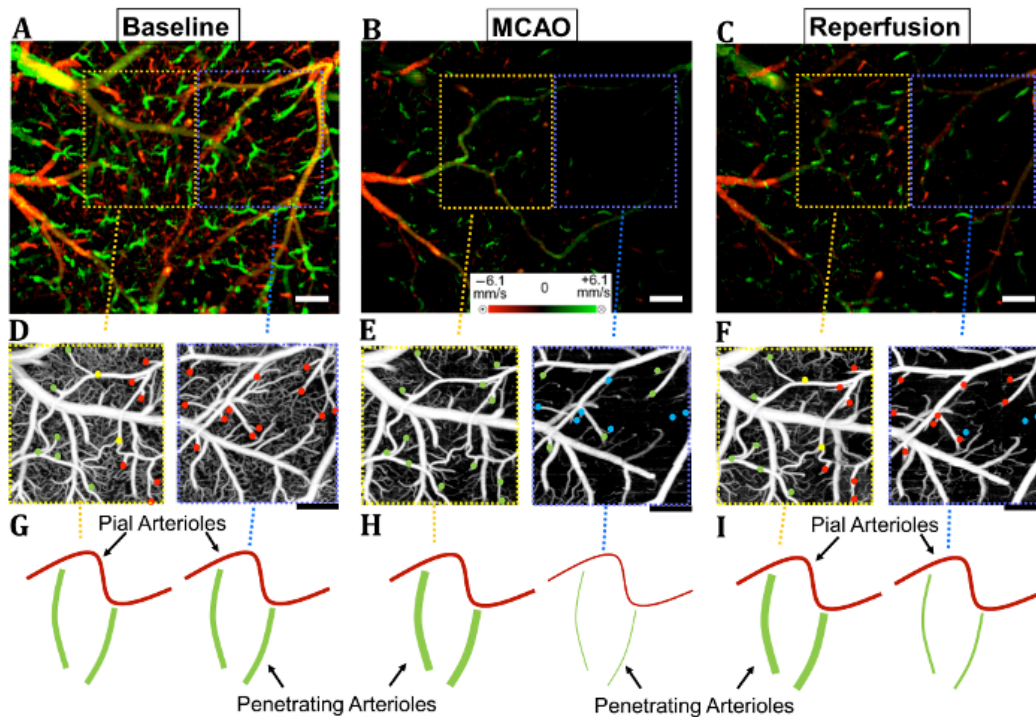 A Baseline
B MCAO
C Reperfusion
−6.1 0 +6.1
mm/s mm/s
D E F
G Pial Arterioles H Pial Arterioles I
Penetrating Arterioles Penetrating Arterioles